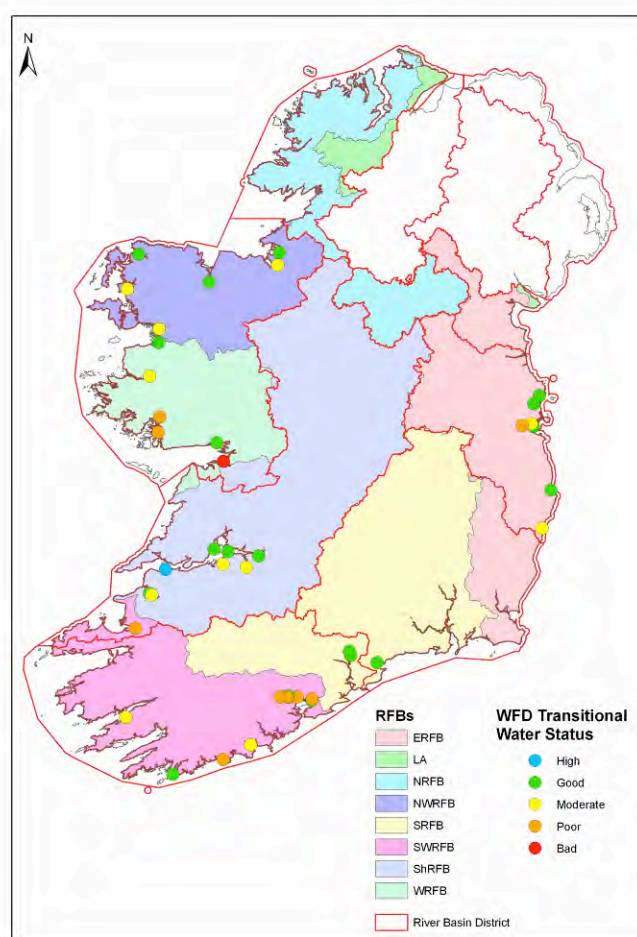 N
RFBs
ERFB
LA
NRFB
NWRFB
SRFB
SWRFB
ShRFB
WRFB
River Basin District
WFD Transitional
Water Status
High
Good
Moderate
Poor
Bad